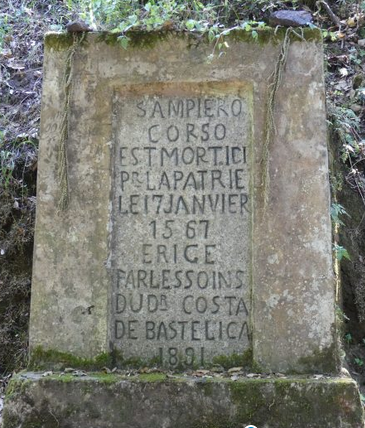 SAMPIERO
CORSO
EST MORT ICI
PR LA PATRIE
LE 17 JANVIER
1567
ERIGE
PAR LES SOINS
DU DR COSTA
DE BASTELICA
1891